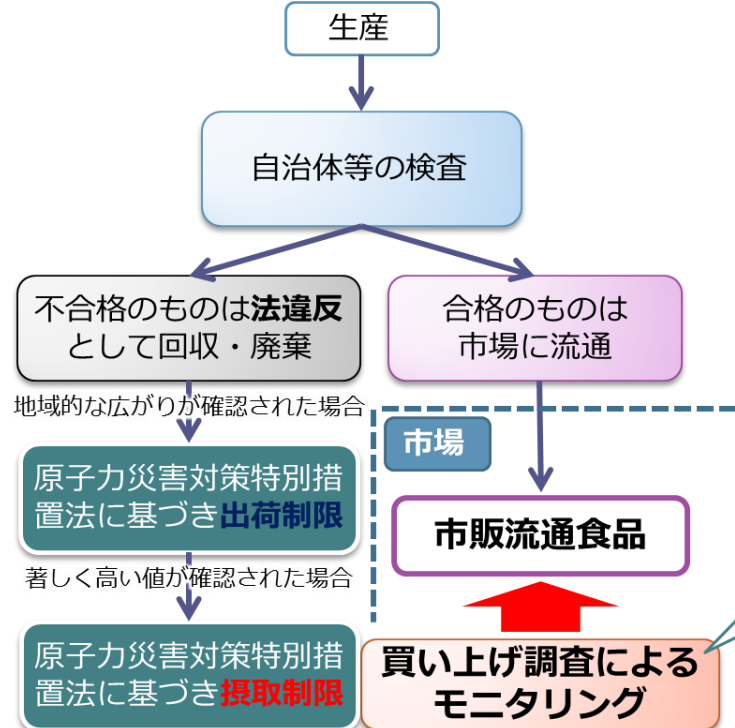 生産
自治体等の検査
不合格のものは法違反
として回収・廃棄
合格のものは
市場に流通
地域的な広がりが確認された場合
市場
原子力災害対策特別措
置法に基づき出荷制限
市販流通食品
著しく高い値が確認された場合
原子力災害対策特別措
置法に基づき摂取制限
買い上げ調査による
モニタリング